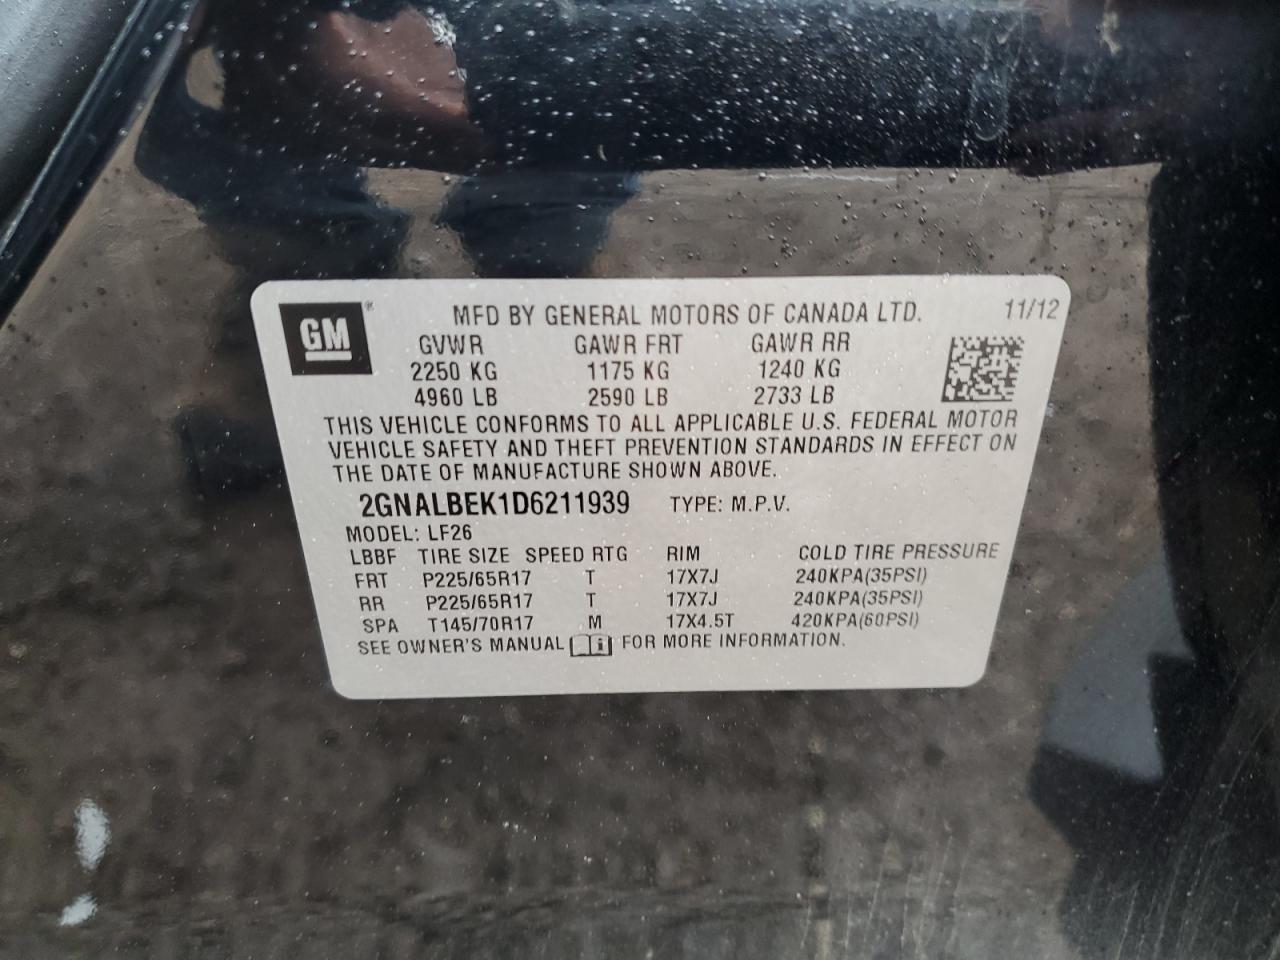 GM ®
MFD BY GENERAL MOTORS OF CANADA LTD. 11/12
GVWR GAWR FRT GAWR RR
2250 KG 1175 KG 1240 KG
4960 LB 2590 LB 2733 LB
THIS VEHICLE CONFORMS TO ALL APPLICABLE U.S. FEDERAL MOTOR
VEHICLE SAFETY AND THEFT PREVENTION STANDARDS IN EFFECT ON
THE DATE OF MANUFACTURE SHOWN ABOVE.
2GNALBEK1D6211939 TYPE: M.P.V.
MODEL: LF26
LBBF TIRE SIZE SPEED RTG RIM COLD TIRE PRESSURE
FRT P225/65R17 T 17X7J 240KPA(35PSI)
RR P225/65R17 T 17X7J 240KPA(35PSI)
SPA T145/70R17 M 17X4.5T 420KPA(60PSI)
SEE OWNER'S MANUAL i FOR MORE INFORMATION.